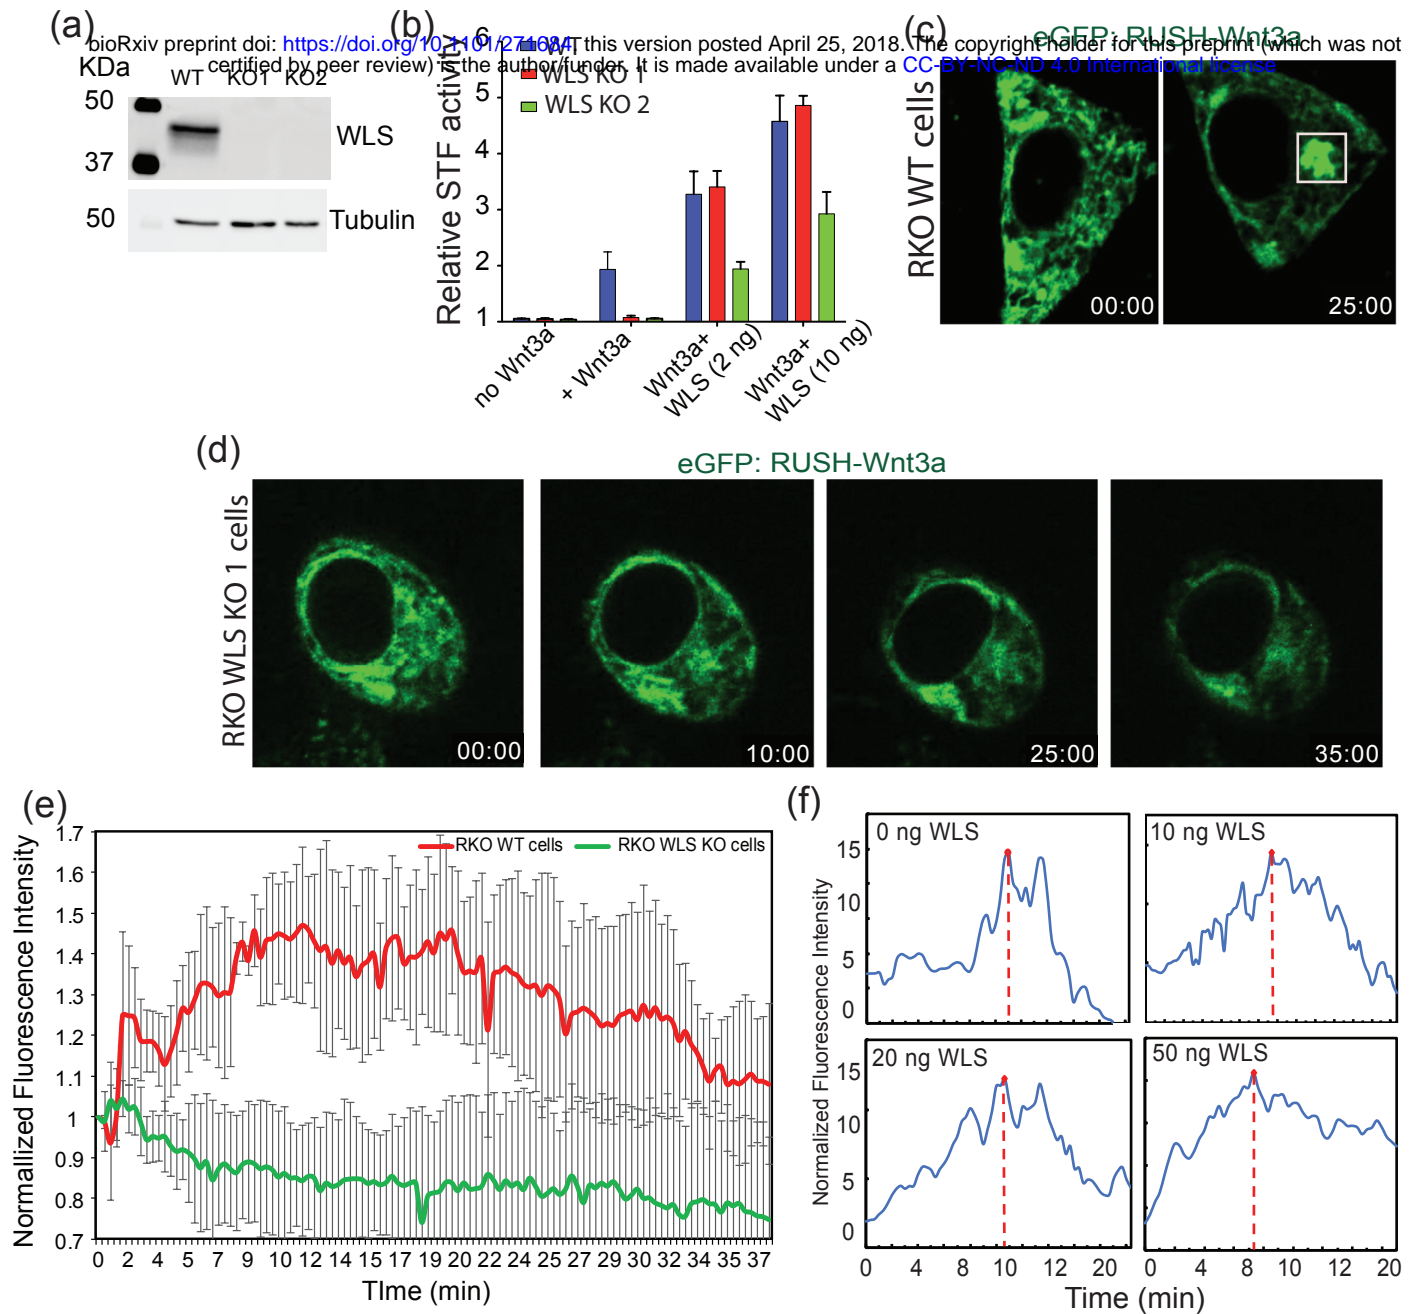 (a)
(b)
(c)
bioRxiv preprint doi: https://doi.org/10.1101/271684; this version posted April 25, 2018. The copyright holder for this preprint (which was not
certified by peer review) is the author/funder. It is made available under a CC-BY-NC-ND 4.0 International license
KDa
WT KO1 KO2
50
37
50
WLS
Tubulin
Relative STF activity
6
5
4
3
2
1
WT
WLS KO 1
WLS KO 2
no Wnt3a
+ Wnt3a
Wnt3a+
WLS (2 ng)
Wnt3a+
WLS (10 ng)
eGFP: RUSH-Wnt3a
RKO WT cells
00:00
25:00
(d)
eGFP: RUSH-Wnt3a
RKO WLS KO 1 cells
00:00
10:00
25:00
35:00
(e)
Normallized Fluorescence Intensity
1.7
1.6
1.5
1.4
1.3
1.2
1.1
1
0.9
0.8
0.7
RKO WT cells
RKO WLS KO cells
0 2 4 5 7 9 10 12 14 15 17 19 20 22 24 25 27 29 30 32 34 35 37
TIme (min)
(f)
Normalized Fluorescence Intensity
0 ng WLS
10 ng WLS
15
10
5
0
20 ng WLS
50 ng WLS
15
10
5
0
0 4 8 10 12 20
0 4 8 10 12 20
Time (min)